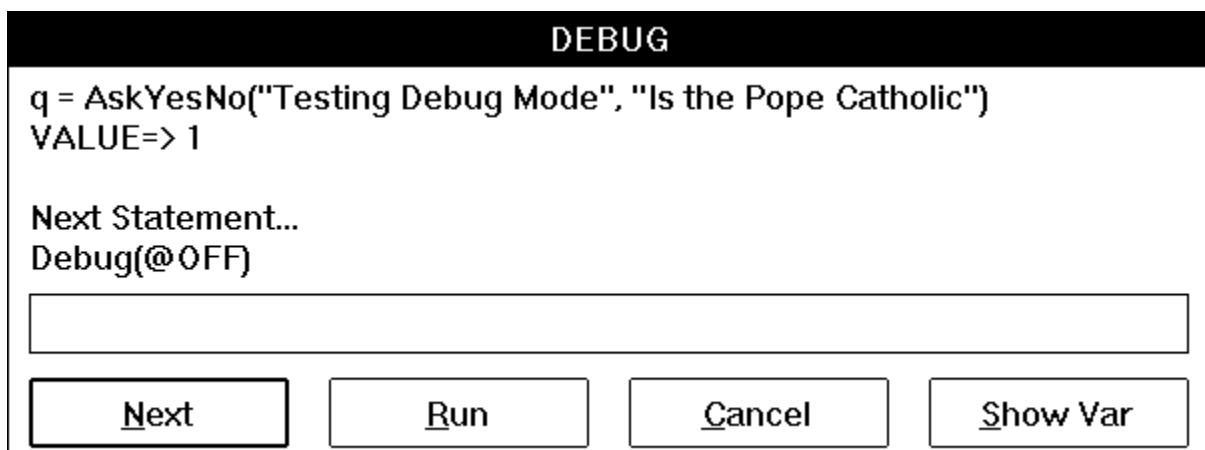 DEBUG
q = AskYesNo("Testing Debug Mode", "Is the Pope Catholic")
VALUE=> 1
Next Statement...
Debug(@OFF)
Next Run Cancel Show Var